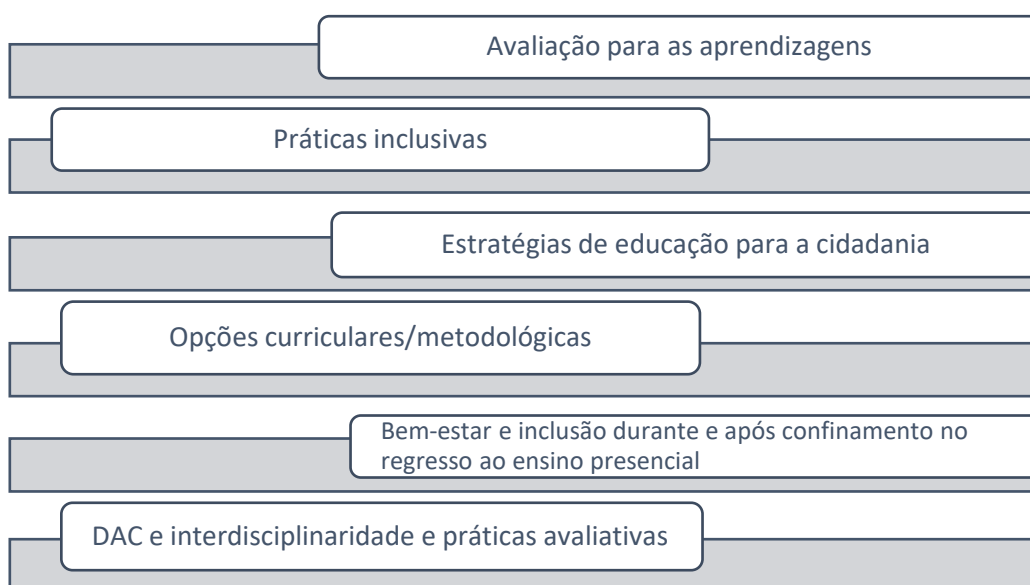 Avaliação para as aprendizagens
Práticas inclusivas
Estratégias de educação para a cidadania
Opções curriculares/metodológicas
Bem-estar e inclusão durante e após confinamento no
regresso ao ensino presencial
DAC e interdisciplinaridade e práticas avaliativas